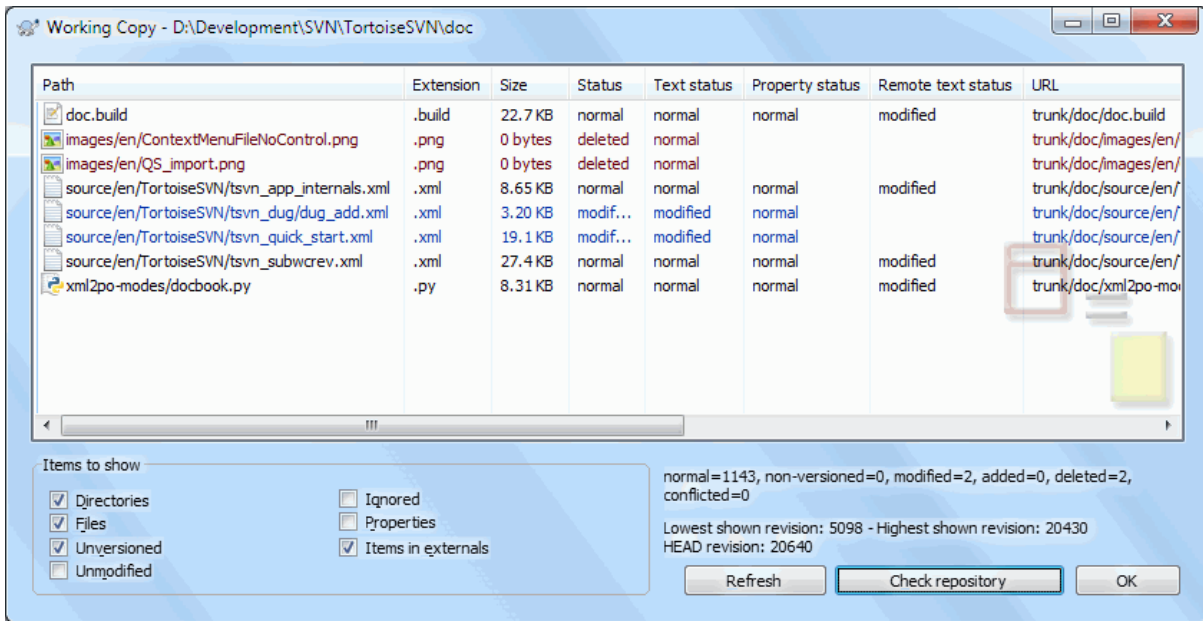 Working Copy - D:\Development\SVN\TortoiseSVN\doc
Path Extension Size Status Text status Property status Remote text status URL
doc.build .build 22.7 KB normal normal normal modified trunk/doc/doc.build
images/en/ContextMenuFileNoControl.png .png 0 bytes deleted normal trunk/doc/images/en/
images/en/QS_import.png .png 0 bytes deleted normal trunk/doc/images/en/
source/en/TortoiseSVN/tsvn_app_internals.xml .xml 8.65 KB normal normal normal modified trunk/doc/source/en/
source/en/TortoiseSVN/tsvn_dug/dug_add.xml .xml 3.20 KB modif... modified normal trunk/doc/source/en/
source/en/TortoiseSVN/tsvn_quick_start.xml .xml 19.1 KB modif... modified normal trunk/doc/source/en/
source/en/TortoiseSVN/tsvn_subwcrev.xml .xml 27.4 KB normal normal normal modified trunk/doc/source/en/
xml2po-modes/docbook.py .py 8.31 KB normal normal normal modified trunk/doc/xml2po-mo
Items to show
Directories Ignored
Files Properties
Unversioned Items in externals
Unmodified
normal=1143, non-versioned=0, modified=2, added=0, deleted=2,
conflicted=0
Lowest shown revision: 5098 - Highest shown revision: 20430
HEAD revision: 20640
Refresh Check repository OK